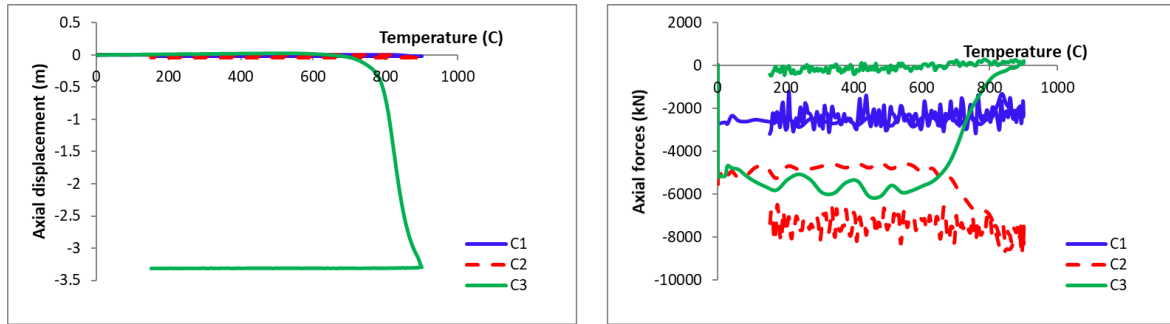 0.5
0
-0.5
-1
-1.5
-2
-2.5
-3
-3.5
0 200 400 600 800 1000
Temperature (C)
Axial displacement (m)
C1
C2
C3
2000
0
-2000
-4000
-6000
-8000
-10000
0 200 400 600 800 1000
Temperature (C)
Axial forces (kN)
C1
C2
C3